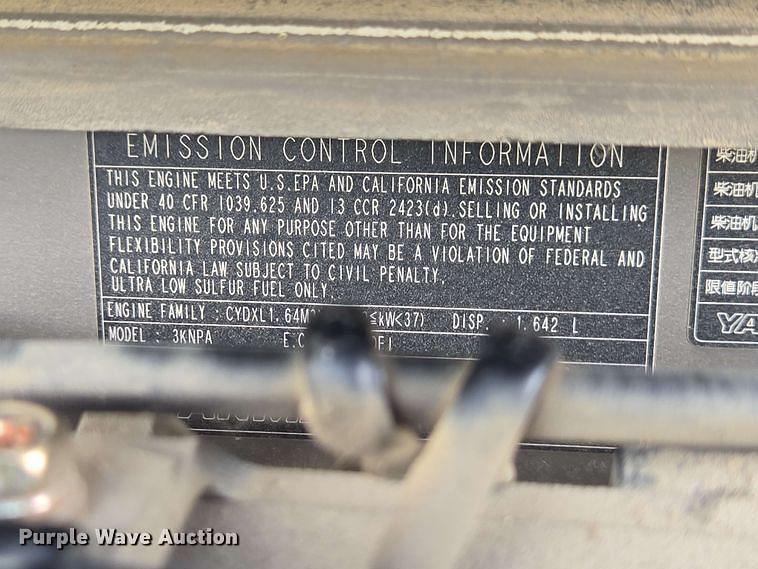 EMISSION CONTROL INFORMATION
THIS ENGINE MEETS U.S.EPA AND CALIFORNIA EMISSION STANDARDS
UNDER 40 CFR 1039.625 AND 13 CCR 2423(d).SELLING OR INSTALLING
THIS ENGINE FOR ANY PURPOSE OTHER THAN FOR THE EQUIPMENT
FLEXIBILITY PROVISIONS CITED MAY BE A VIOLATION OF FEDERAL AND
CALIFORNIA LAW SUBJECT TO CIVIL PENALTY.
ULTRA LOW SULFUR FUEL ONLY.
ENGINE FAMILY : CYDXL1.64M ≤kW<37) DISP. 1.642 L
MODEL : 3KNPA
柴油机
柴油机
柴油机
型式核
限值阶段
YA
Purple Wave Auction